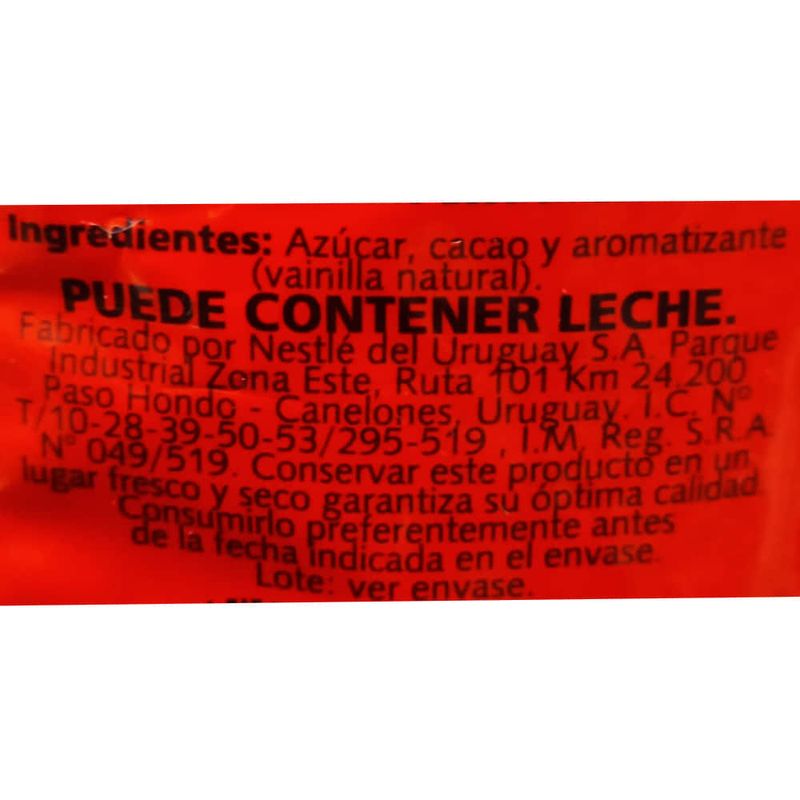 Ingredientes: Azúcar, cacao y aromatizante
(vainilla natural).
PUEDE CONTENER LECHE.
Fabricado por Nestlé del Uruguay S.A. Parque
Industrial Zona Este, Ruta 101 Km 24.200
Paso Hondo - Canelones, Uruguay. I.C. N°
T/10-28-39-50-53/295-519 , I.M. Reg. S.R.A.
N° 049/519. Conservar este producto en un
lugar fresco y seco garantiza su óptima calidad.
Consumirlo preferentemente antes
de la fecha indicada en el envase.
Lote: ver envase.